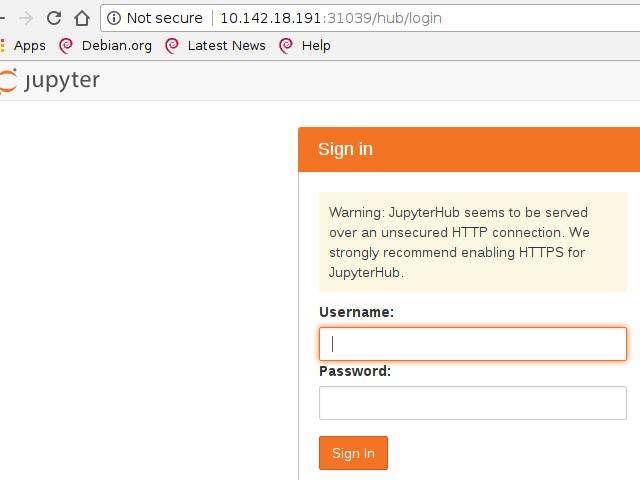 Not secure | 10.142.18.191:31039/hub/login
Apps Debian.org Latest News Help
jupyter
Sign in
Warning: JupyterHub seems to be served
over an unsecured HTTP connection. We
strongly recommend enabling HTTPS for
JupyterHub.
Username:
Password:
Sign In